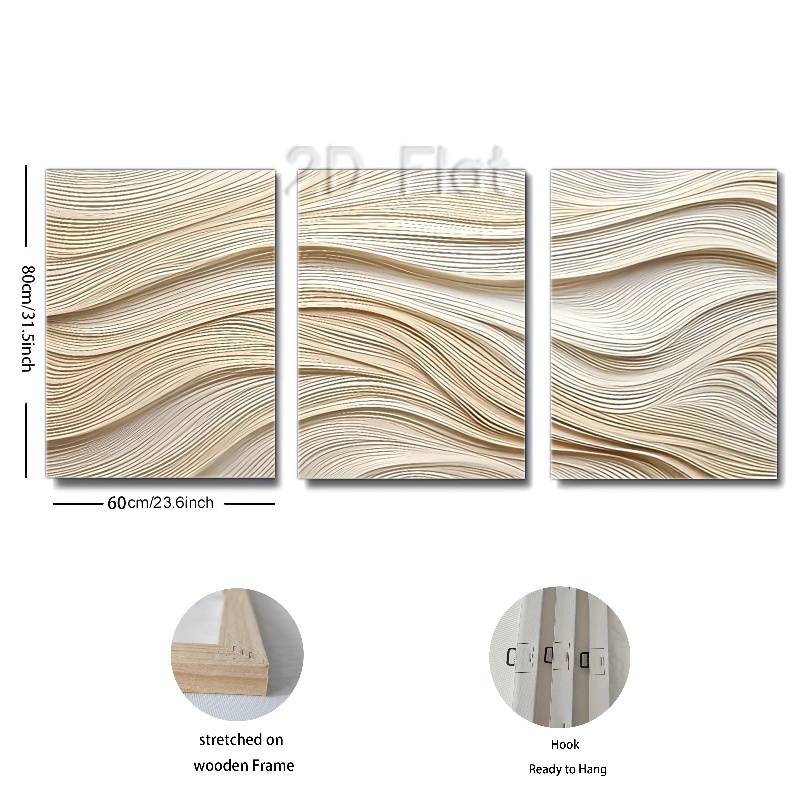 2D Flat
80cm/31.5inch
60cm/23.6inch
stretched on
wooden Frame
Hook
Ready to Hang